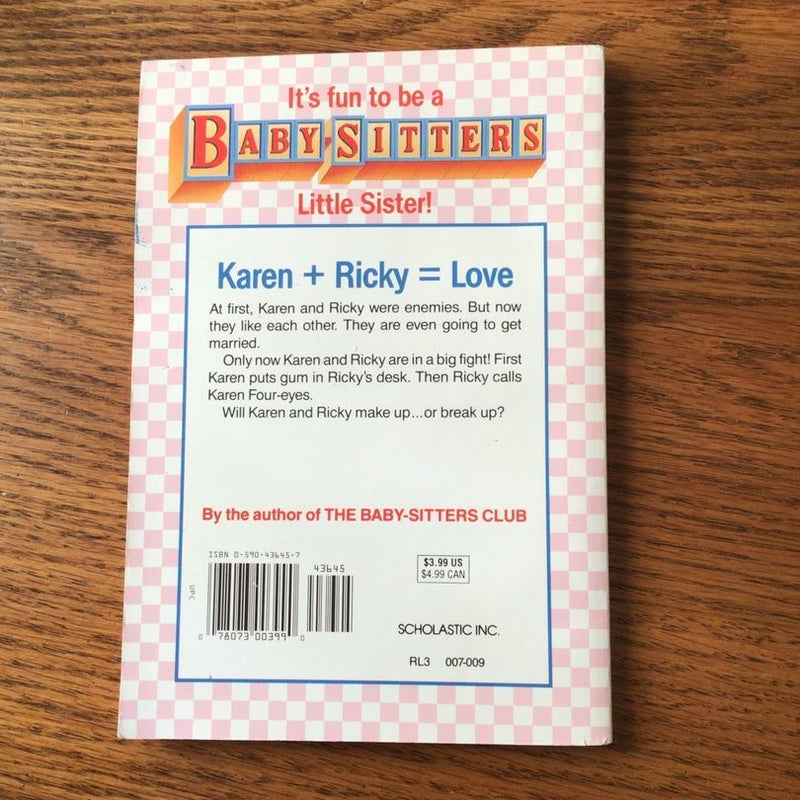 It's fun to be a
BABY-SITTERS
Little Sister!
Karen + Ricky = Love
At first, Karen and Ricky were enemies. But now
they like each other. They are even going to get
married.
Only now Karen and Ricky are in a big fight! First
Karen puts gum in Ricky's desk. Then Ricky calls
Karen Four-eyes.
Will Karen and Ricky make up...or break up?
By the author of THE BABY-SITTERS CLUB
ISBN 0-590-43645-7
43645
$3.99 US
$4.99 CAN
UPC
0 78073 00399 0
SCHOLASTIC INC.
RL3 007-009